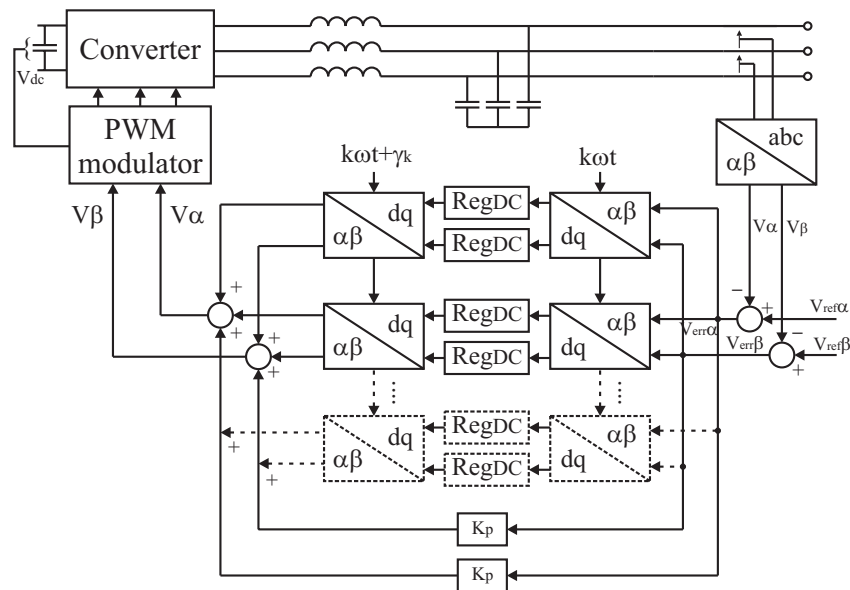 Converter
Vdc
PWM
modulator
abc
αβ
kωt+γk
kωt
Vβ
Vα
dq
αβ
RegDC
RegDC
αβ
dq
Vα
Vβ
+
+
−
+
Vrefα
+
+
dq
αβ
RegDC
RegDC
αβ
dq
Verrα
Verrβ
−
+
Vrefβ
+
+
dq
αβ
RegDC
RegDC
αβ
dq
Kp
Kp